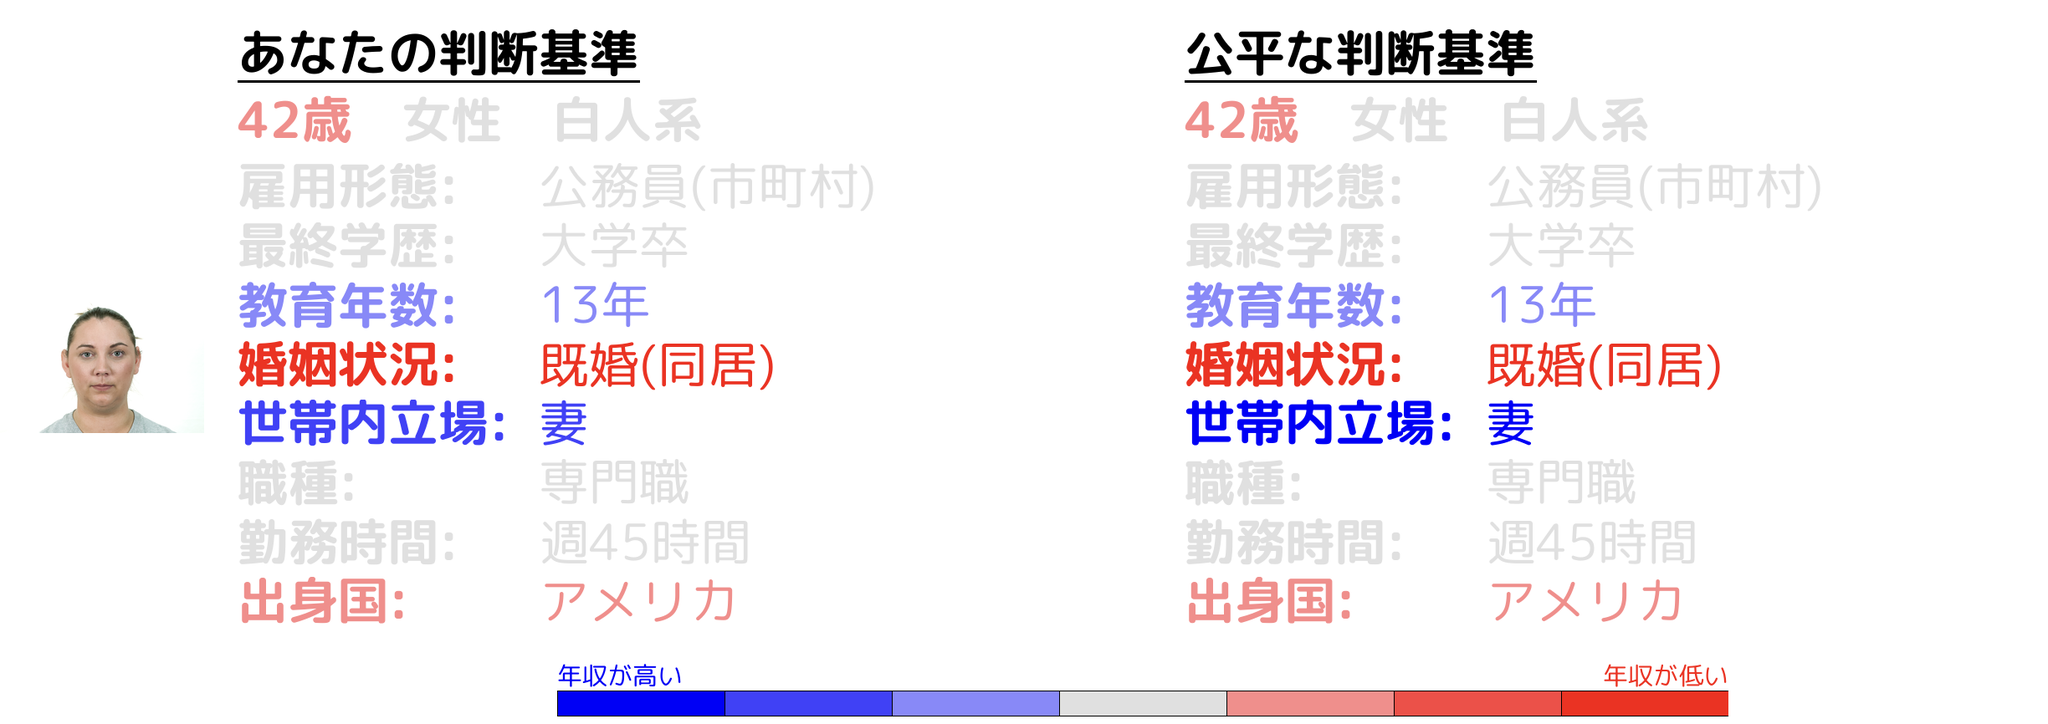 あなたの判断基準
42歳 女性 白人系
雇用形態: 公務員(市町村)
最終学歴: 大学卒
教育年数: 13年
婚姻状況: 既婚(同居)
世帯内立場: 妻
職種: 専門職
勤務時間: 週45時間
出身国: アメリカ
公平な判断基準
42歳 女性 白人系
雇用形態: 公務員(市町村)
最終学歴: 大学卒
教育年数: 13年
婚姻状況: 既婚(同居)
世帯内立場: 妻
職種: 専門職
勤務時間: 週45時間
出身国: アメリカ
年収が高い
年収が低い